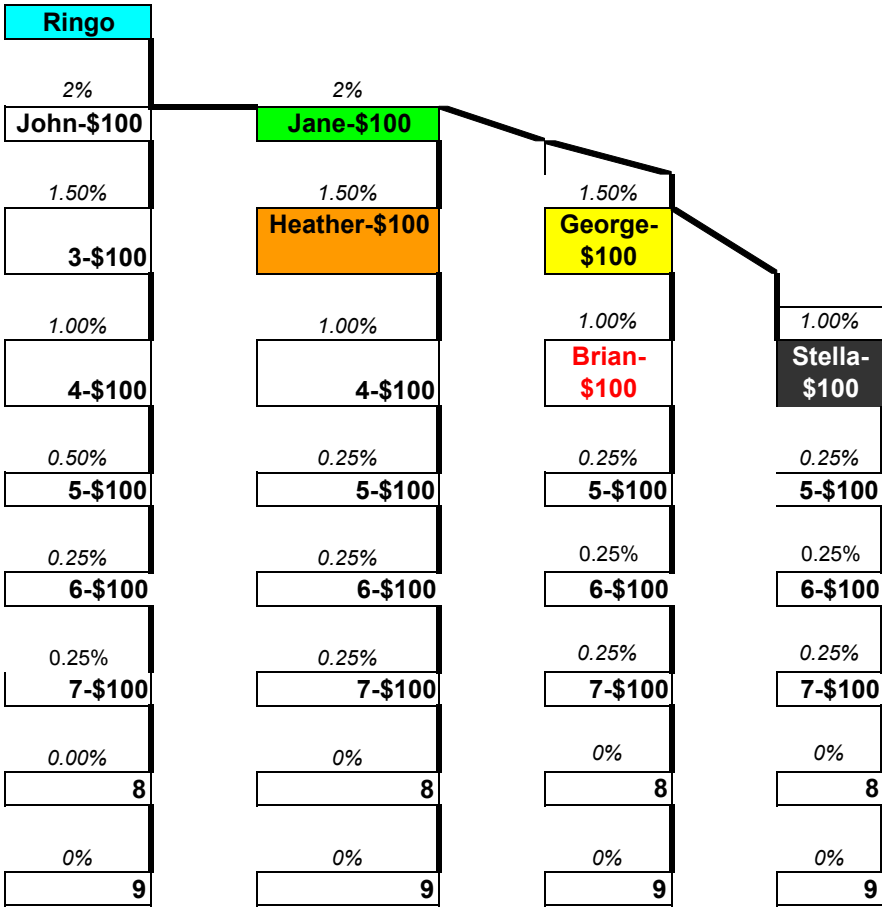 Ringo
2% 2%
John-$100 Jane-$100
1.50% 1.50% 1.50%
Heather-$100 George-
3-$100 $100
1.00% 1.00% 1.00% 1.00%
Brian- Stella-
4-$100 4-$100 $100 $100
0.50% 0.25% 0.25% 0.25%
5-$100 5-$100 5-$100 5-$100
0.25% 0.25% 0.25% 0.25%
6-$100 6-$100 6-$100 6-$100
0.25% 0.25% 0.25% 0.25%
7-$100 7-$100 7-$100 7-$100
0.00% 0% 0% 0%
8 8 8 8
0% 0% 0% 0%
9 9 9 9